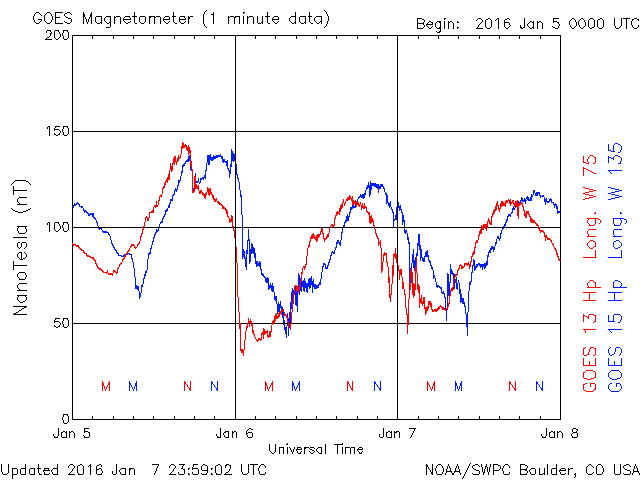 GOES Magnetometer (1 minute data)
Begin: 2016 Jan 5 0000 UTC
200
150
100
50
0
NanoTesla (nT)
M M N N M M N N M M N N
Jan 5 Jan 6 Jan 7 Jan 8
Universal Time
GOES 13 Hp Long. W 75
GOES 15 Hp Long. W 135
Updated 2016 Jan 7 23:59:02 UTC
NOAA/SWPC Boulder, CO USA